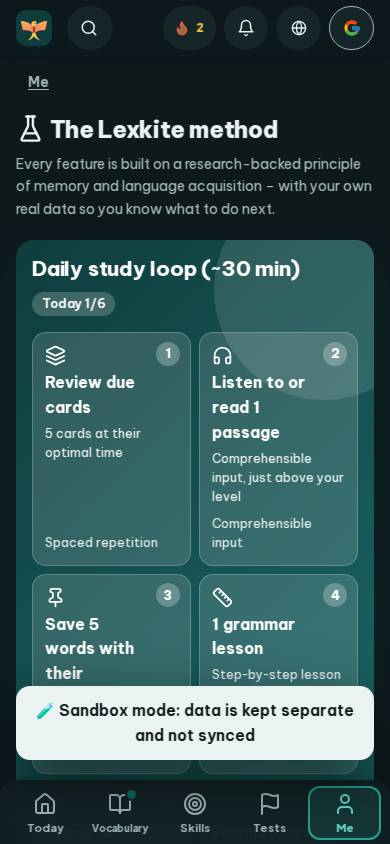 2
Me
The Lexkite method
Every feature is built on a research-backed principle
of memory and language acquisition – with your own
real data so you know what to do next.
Daily study loop (~30 min)
Today 1/6
1
Review due
cards
5 cards at their
optimal time
Spaced repetition
2
Listen to or
read 1
passage
Comprehensible
input, just above your
level
Comprehensible
input
3
Save 5
words with
their
4
1 grammar
lesson
Step-by-step lesson
🧪 Sandbox mode: data is kept separate
and not synced
Today
Vocabulary
Skills
Tests
Me